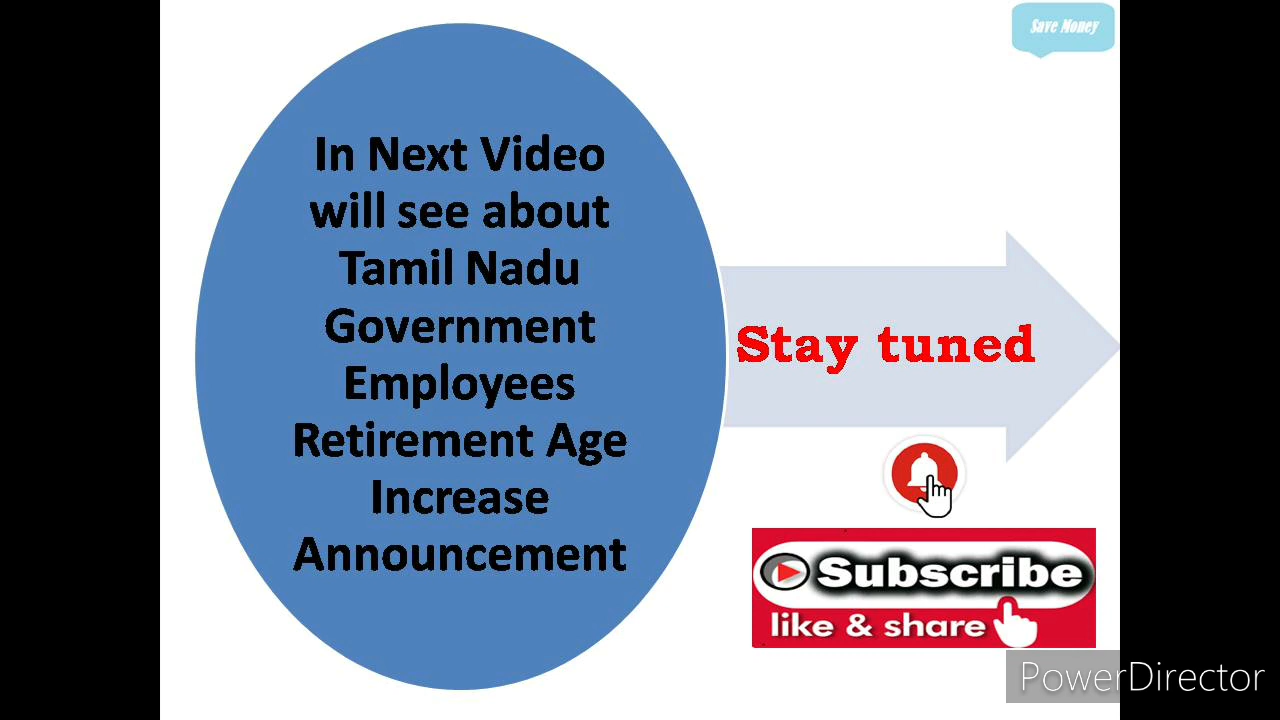 Save Money
In Next Video
will see about
Tamil Nadu
Government
Employees
Retirement Age
Increase
Announcement
Stay tuned
Subscribe
like & share
PowerDirector